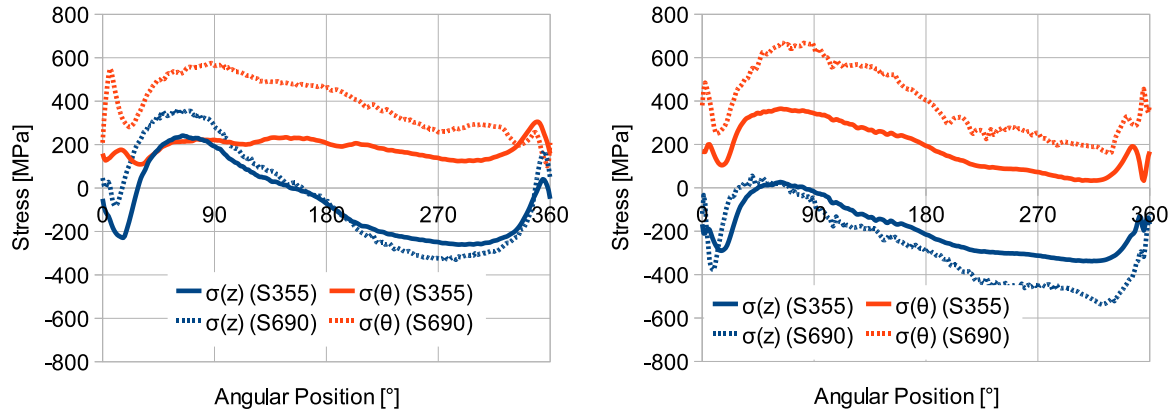 800
600
400
200
0
-200
-400
-600
-800
0
90
180
270
360
Stress [MPa]
Angular Position [°]
σ(z) (S355)
σ(θ) (S355)
σ(z) (S690)
σ(θ) (S690)
800
600
400
200
0
-200
-400
-600
-800
0
90
180
270
360
Stress [MPa]
Angular Position [°]
σ(z) (S355)
σ(θ) (S355)
σ(z) (S690)
σ(θ) (S690)